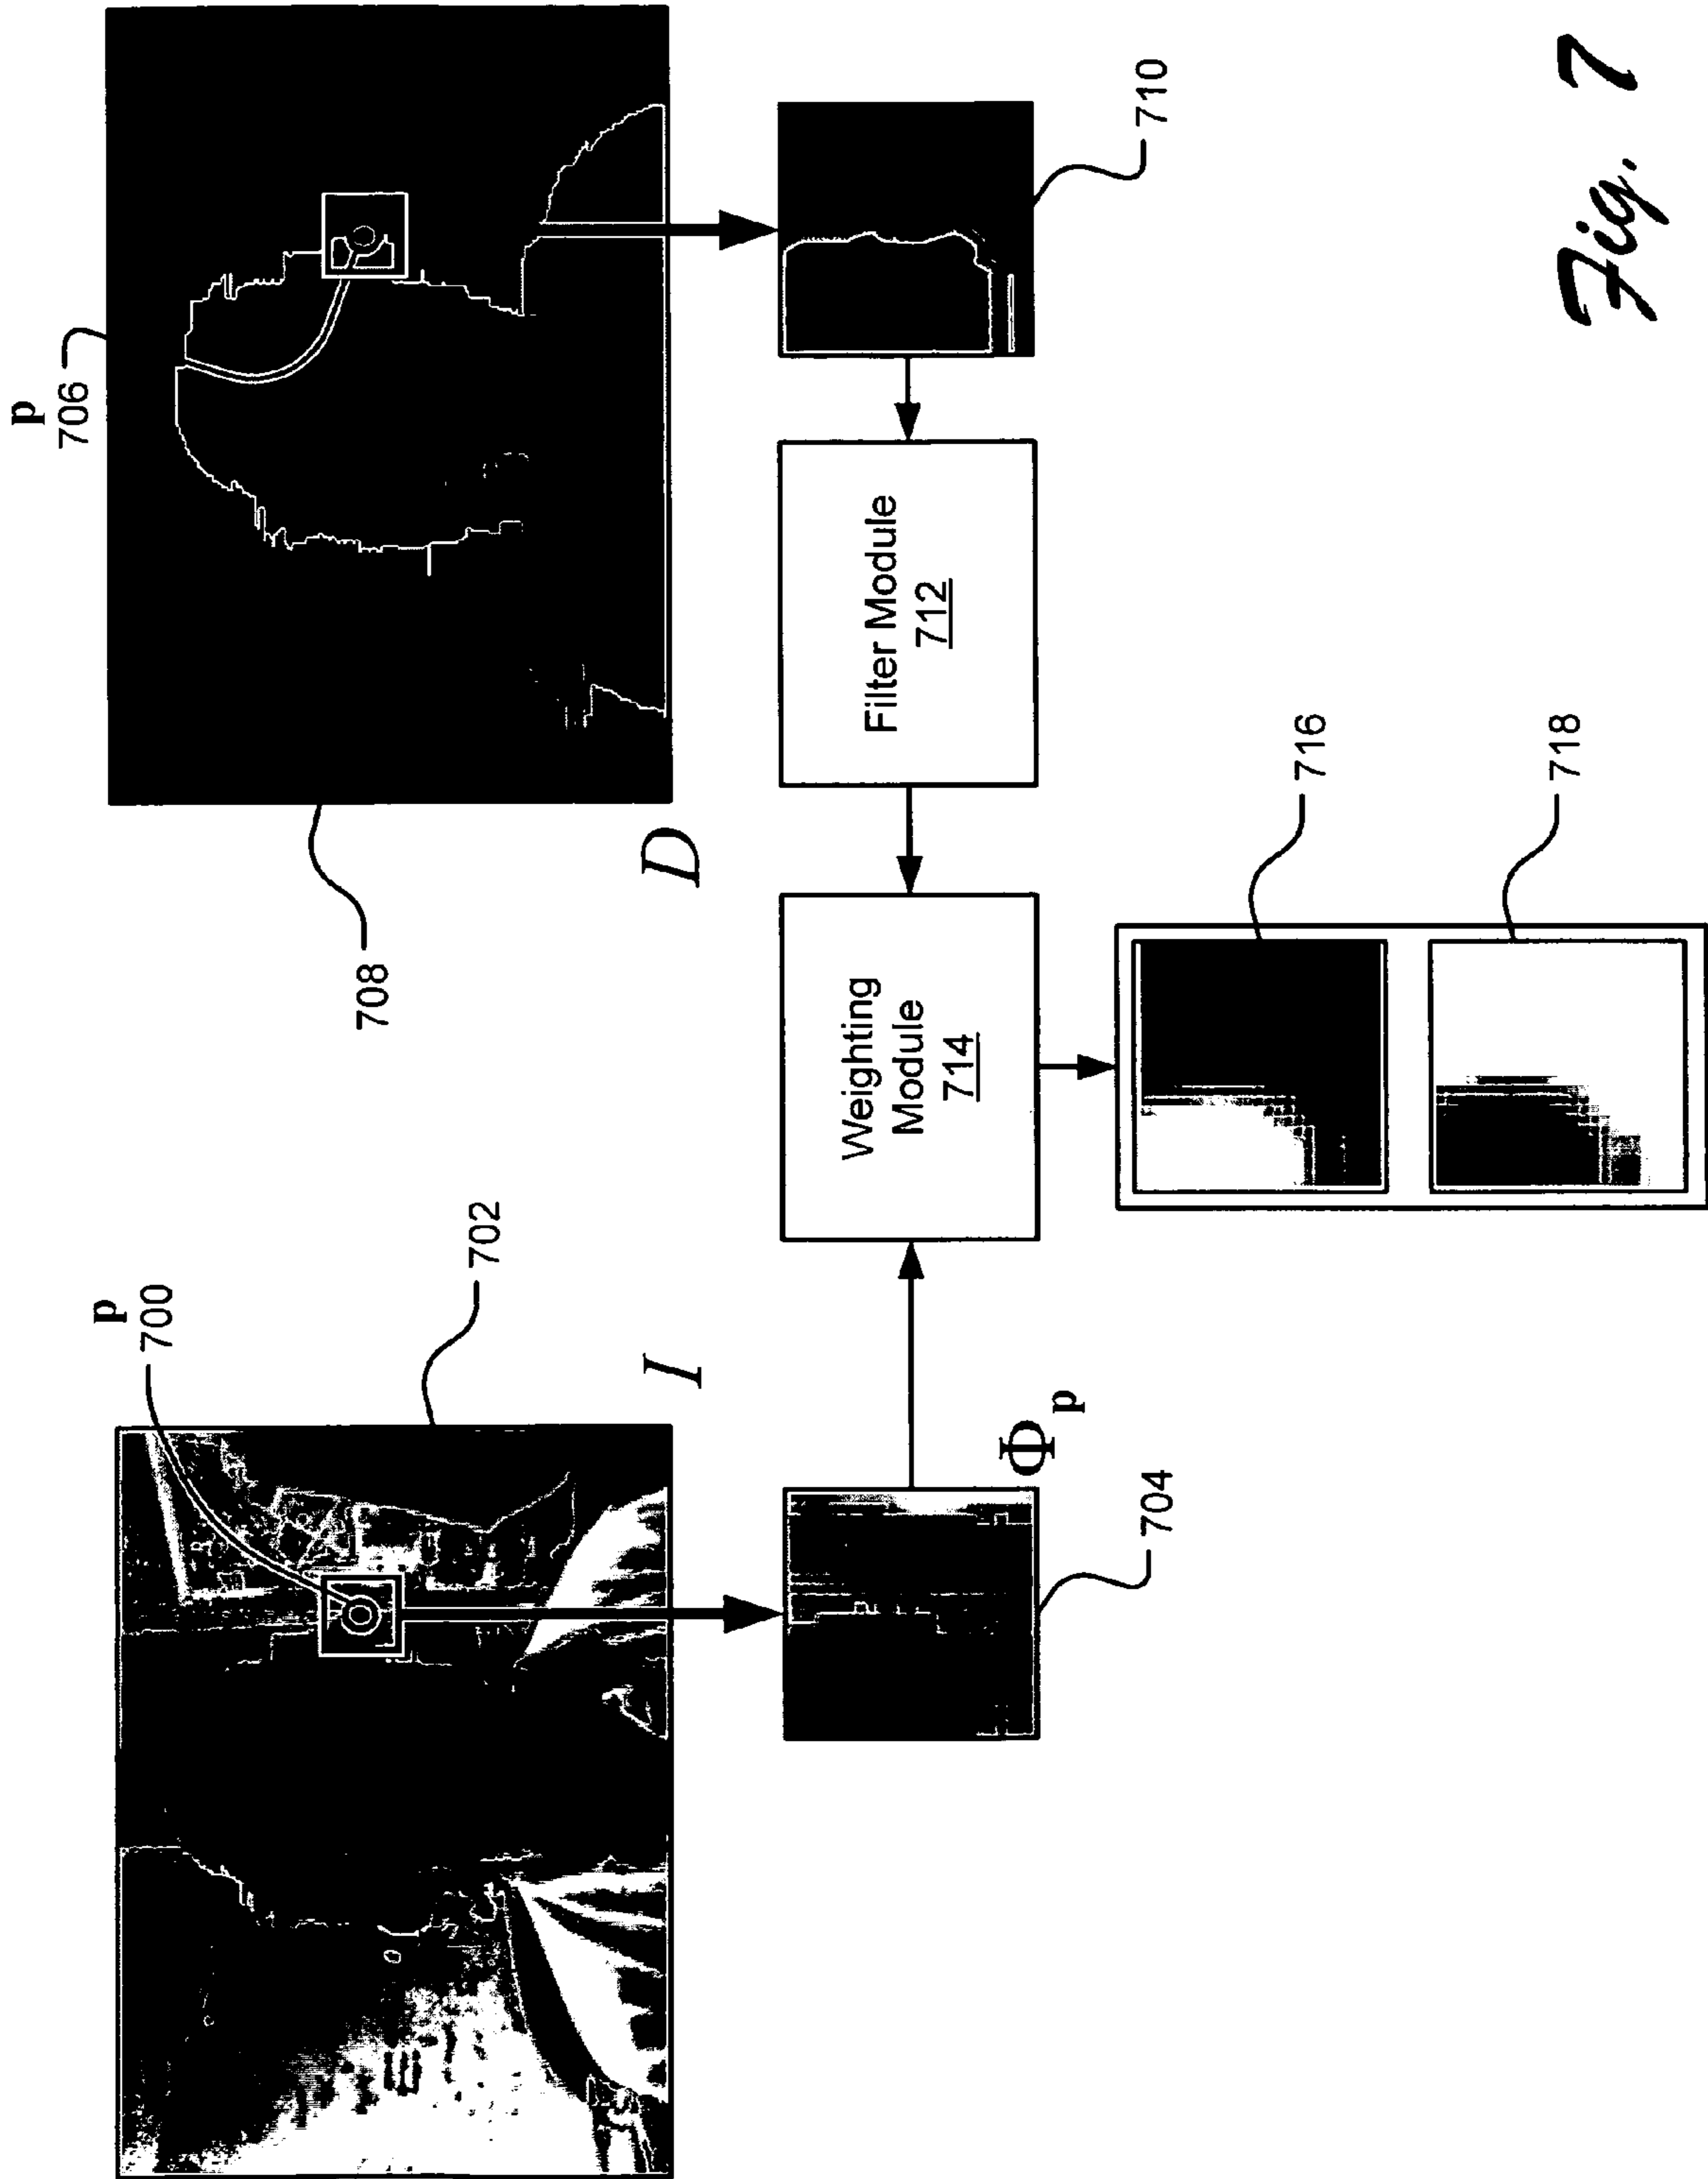 p
700
702
I
Φp
704
p
706
708
D
710
Filter Module
712
Weighting
Module
714
716
718
Fig. 7